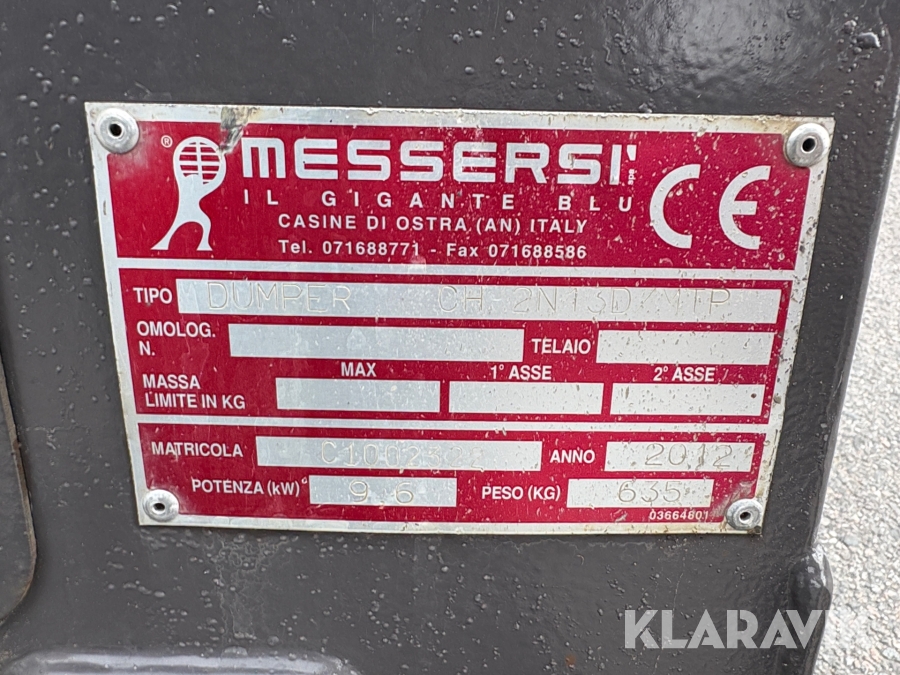 ® MESSERSI' spa
IL GIGANTE BLU
CASINE DI OSTRA (AN) ITALY
Tel. 071688771 - Fax 071688586
CE
TIPO DUMPER
OMOLOG. N. TELAIO
MAX 1° ASSE 2° ASSE
MASSA LIMITE IN KG
MATRICOLA ANNO 2012
POTENZA (kW) 9,6 PESO (KG) 635
03664801
KLARAVIK